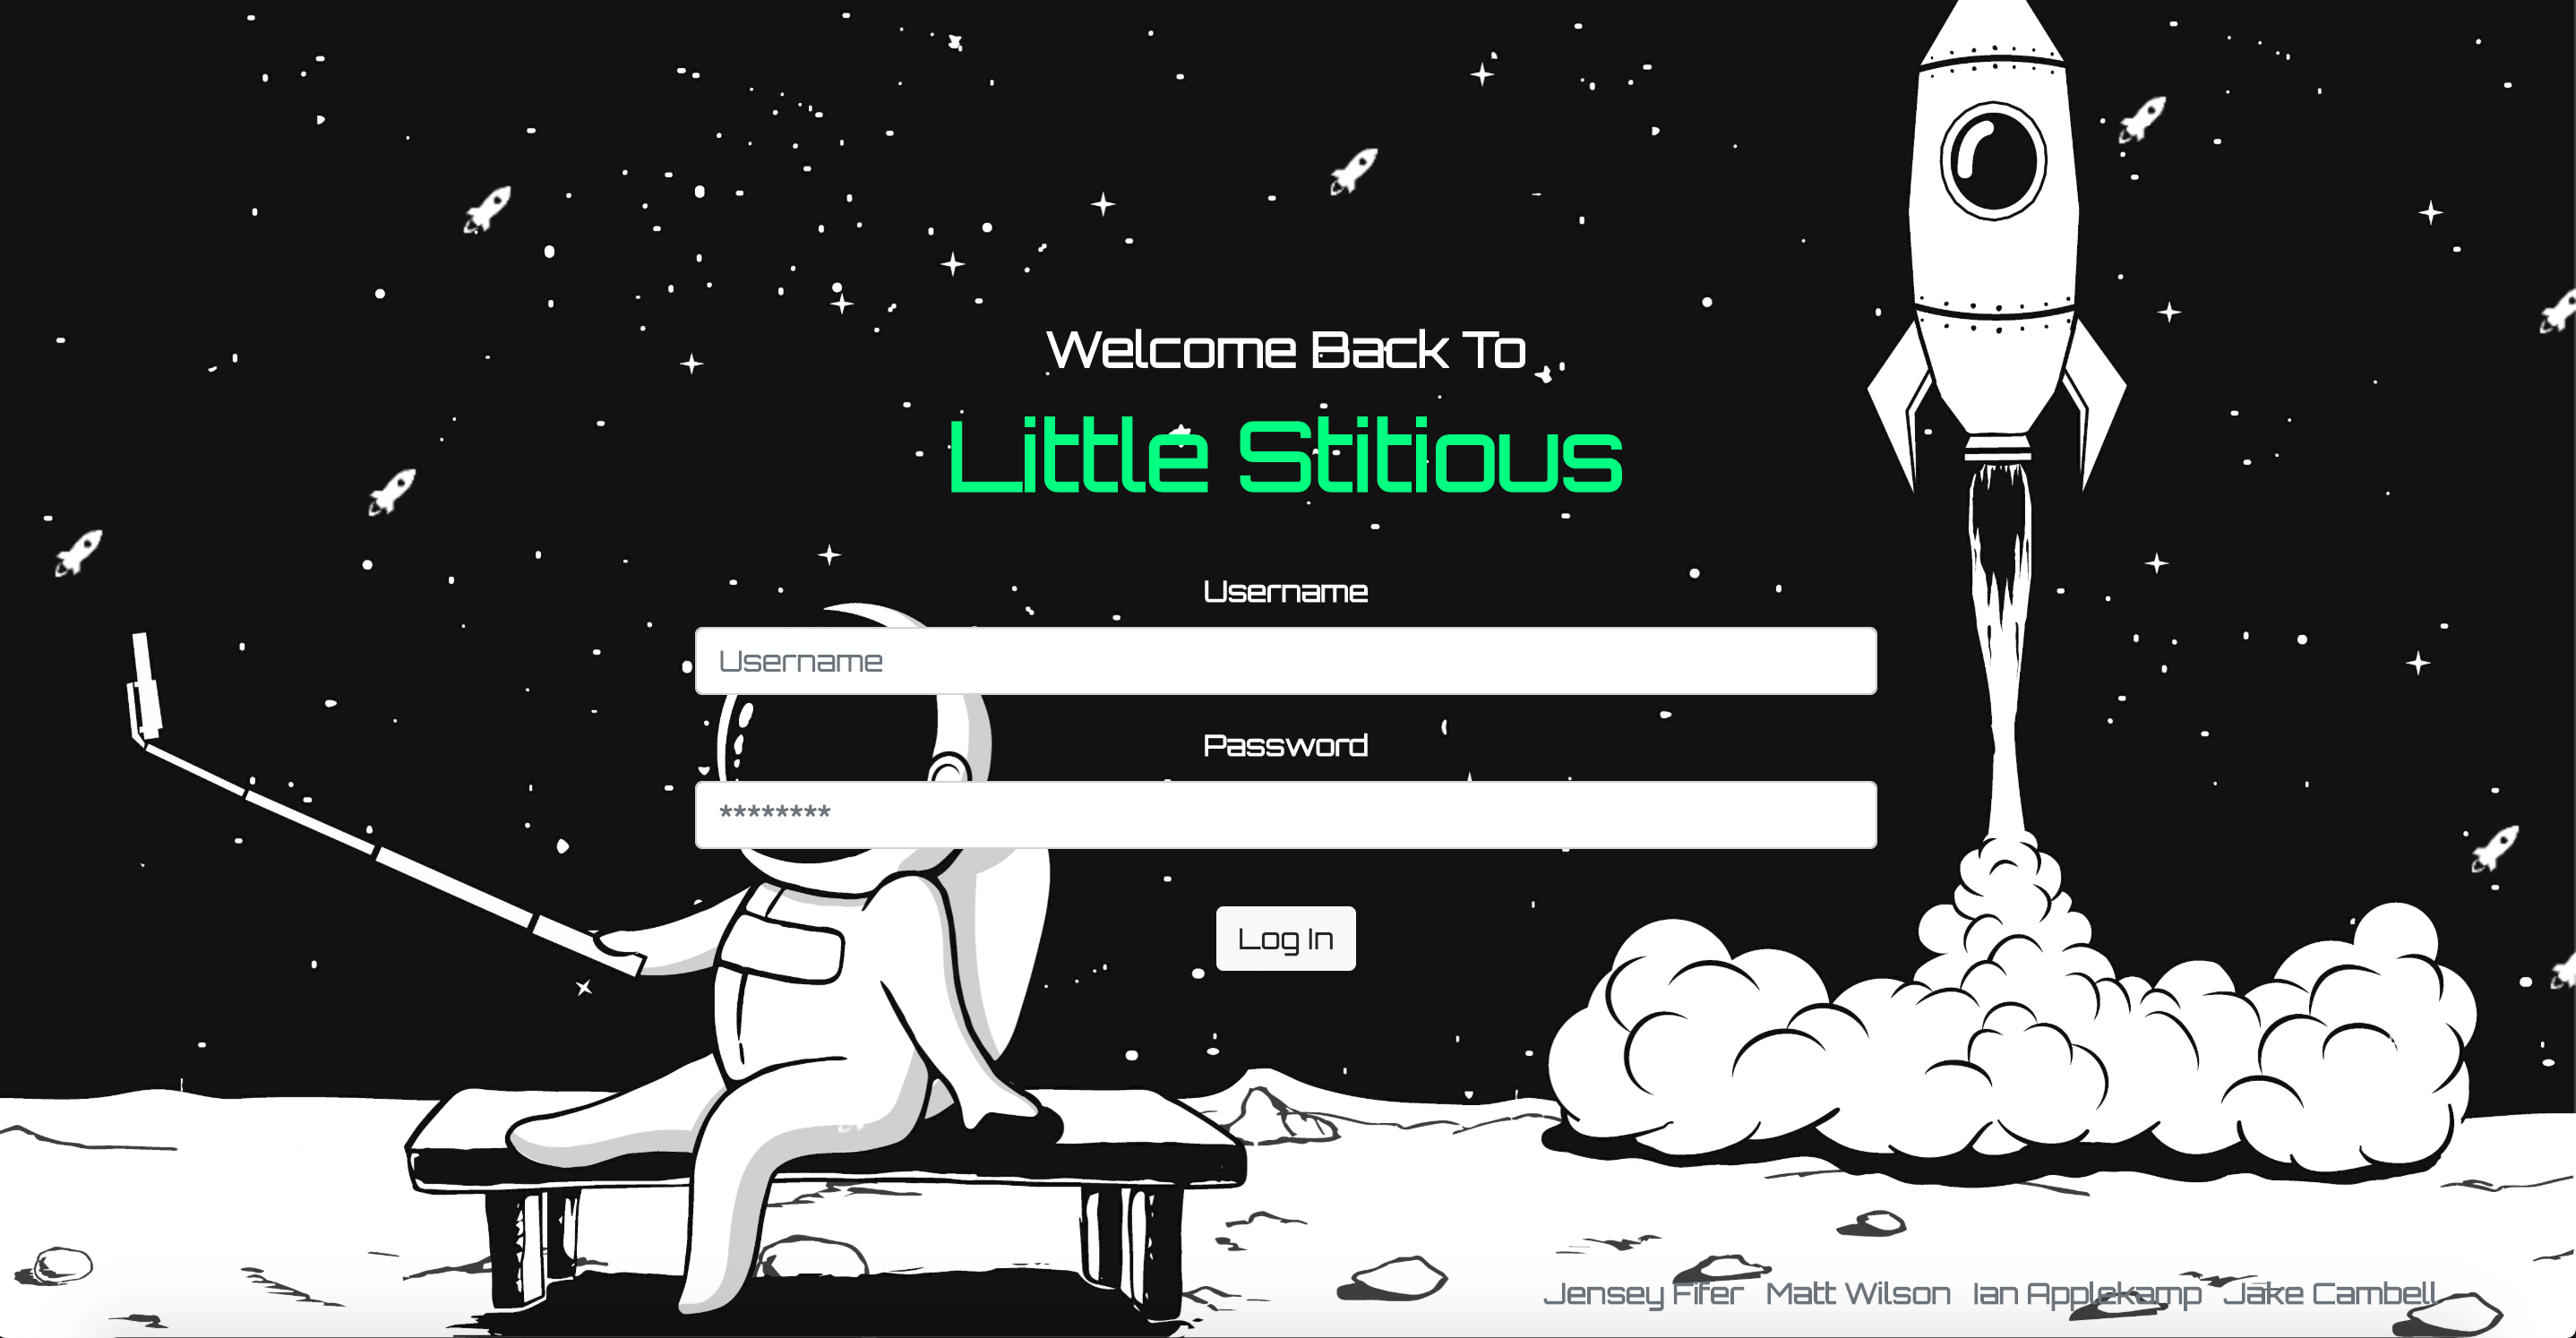 Welcome Back To
Little Stitious
Username
Username
Password
********
Log In
Jensey Fifer Matt Wilson Ian Applekamp Jake Cambell